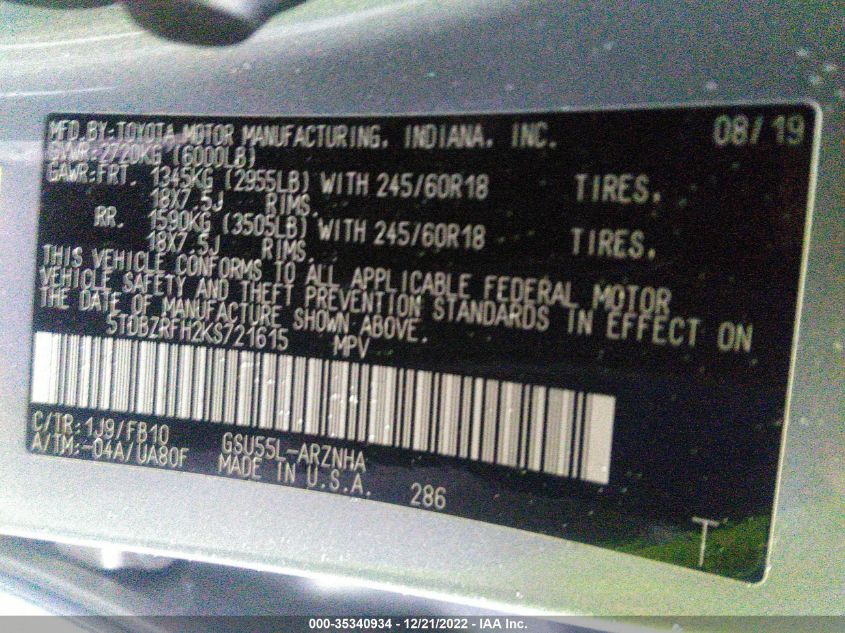 MFD.BY:TOYOTA MOTOR MANUFACTURING, INDIANA, INC. 08/19
GVWR:2720KG (6000LB)
GAWR:FRT. 1345KG (2955LB) WITH 245/60R18 TIRES.
18X7.5J RIMS.
RR. 1590KG (3505LB) WITH 245/60R18 TIRES.
18X7.5J RIMS.
THIS VEHICLE CONFORMS TO ALL APPLICABLE FEDERAL MOTOR
VEHICLE SAFETY AND THEFT PREVENTION STANDARDS IN EFFECT ON
THE DATE OF MANUFACTURE SHOWN ABOVE.
5TDBZRFH2KS721615 MPV
C/TR:1J9/FB10 GSU55L-ARZNHA
A/TM:-04A/UA80F MADE IN U.S.A. 286
T
000-35340934 - 12/21/2022 - IAA Inc.